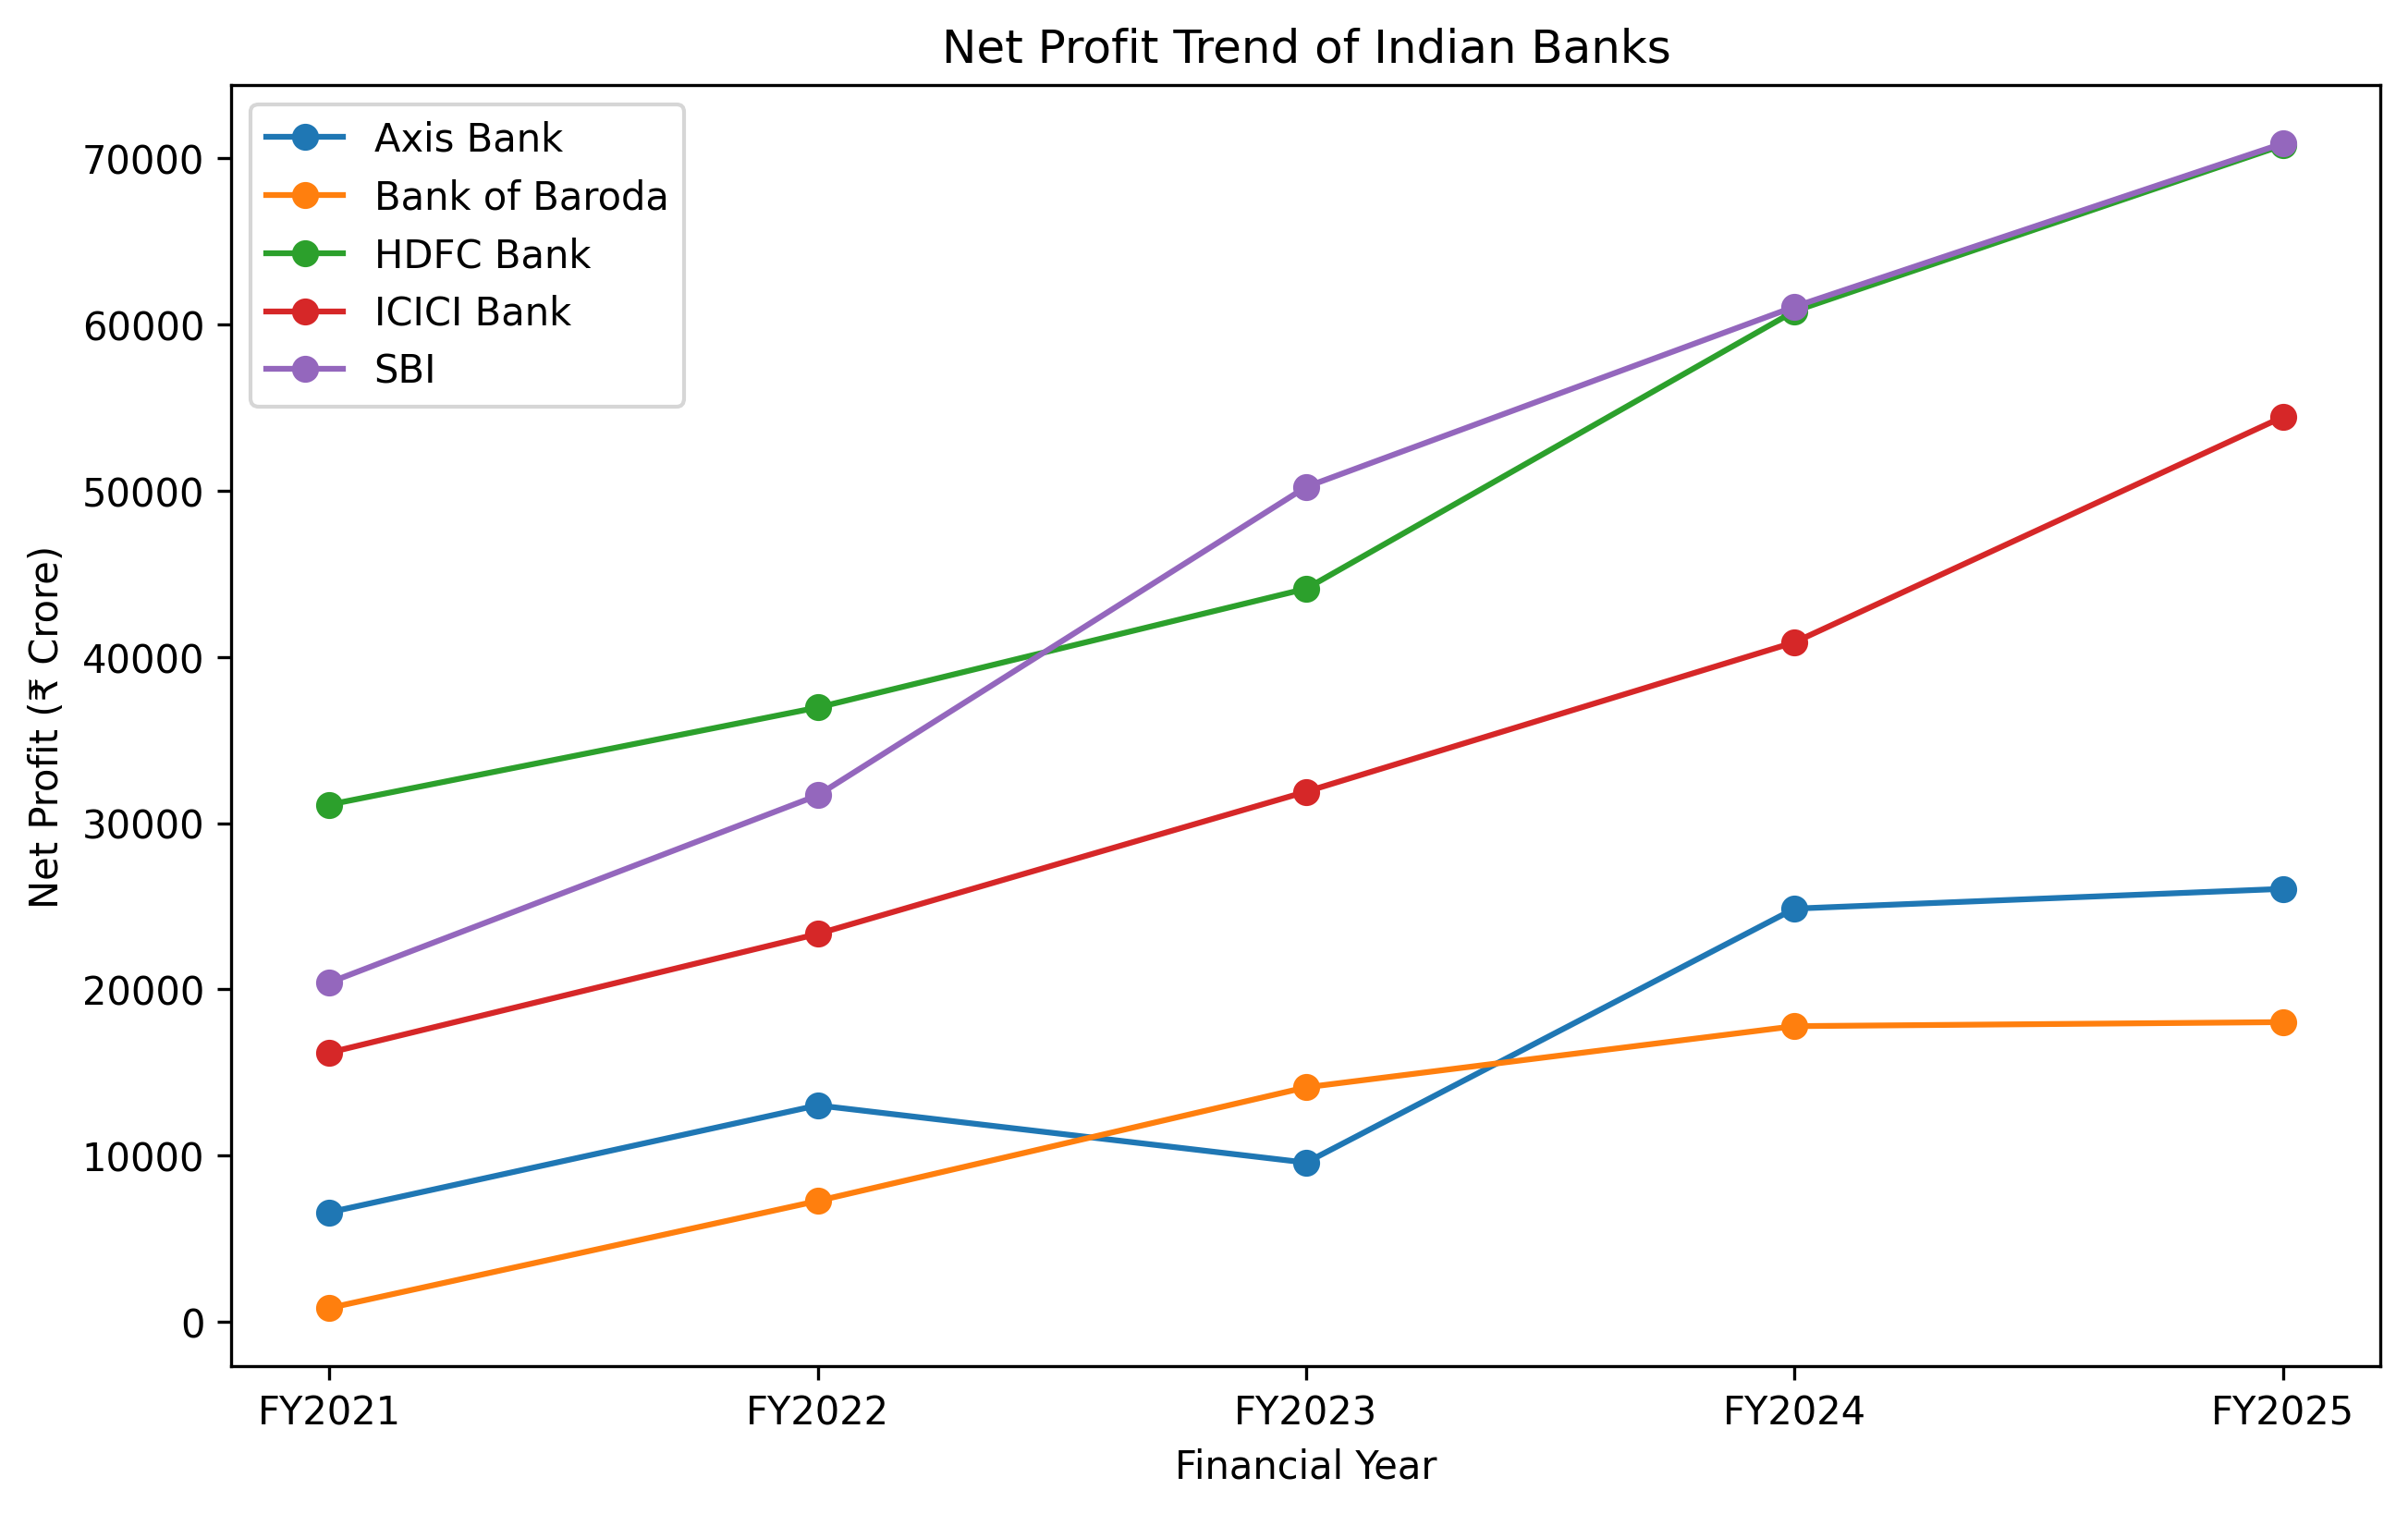 Net Profit Trend of Indian Banks
Axis Bank
Bank of Baroda
HDFC Bank
ICICI Bank
SBI
Net Profit (₹ Crore)
70000
60000
50000
40000
30000
20000
10000
0
FY2021 FY2022 FY2023 FY2024 FY2025
Financial Year